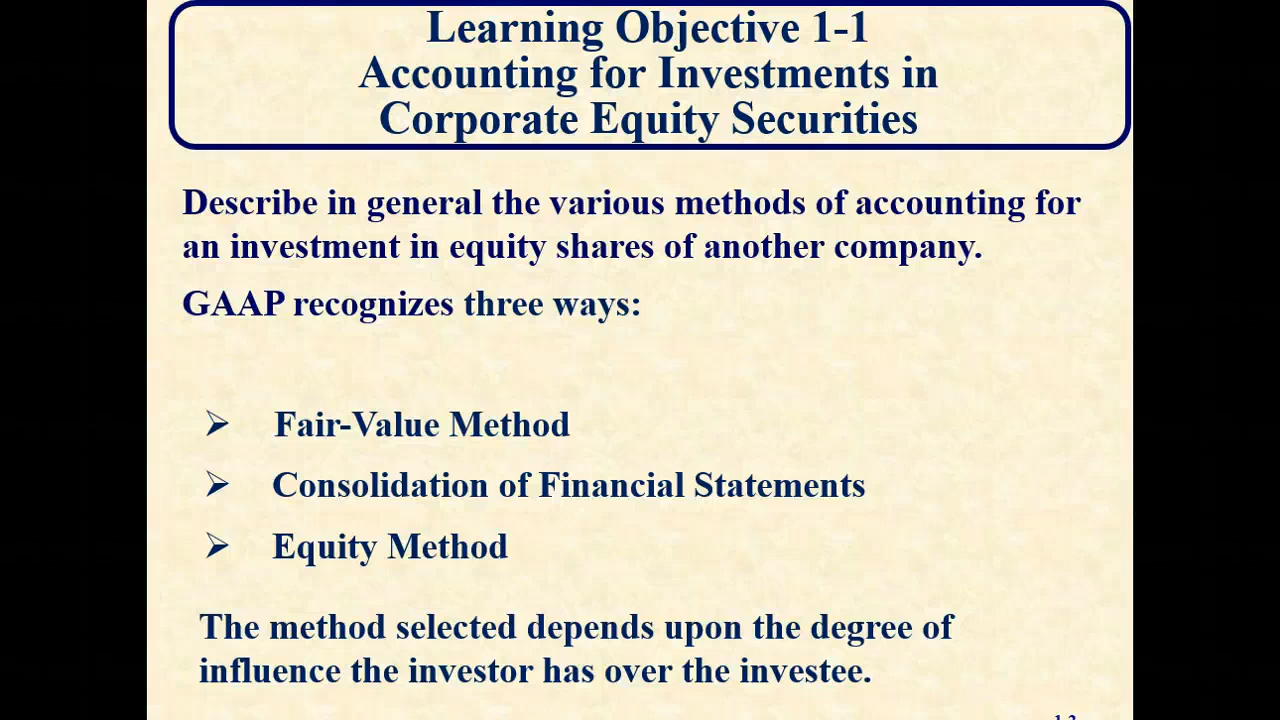 Learning Objective 1-1
Accounting for Investments in
Corporate Equity Securities
Describe in general the various methods of accounting for
an investment in equity shares of another company.
GAAP recognizes three ways:
➢ Fair-Value Method
➢ Consolidation of Financial Statements
➢ Equity Method
The method selected depends upon the degree of
influence the investor has over the investee.